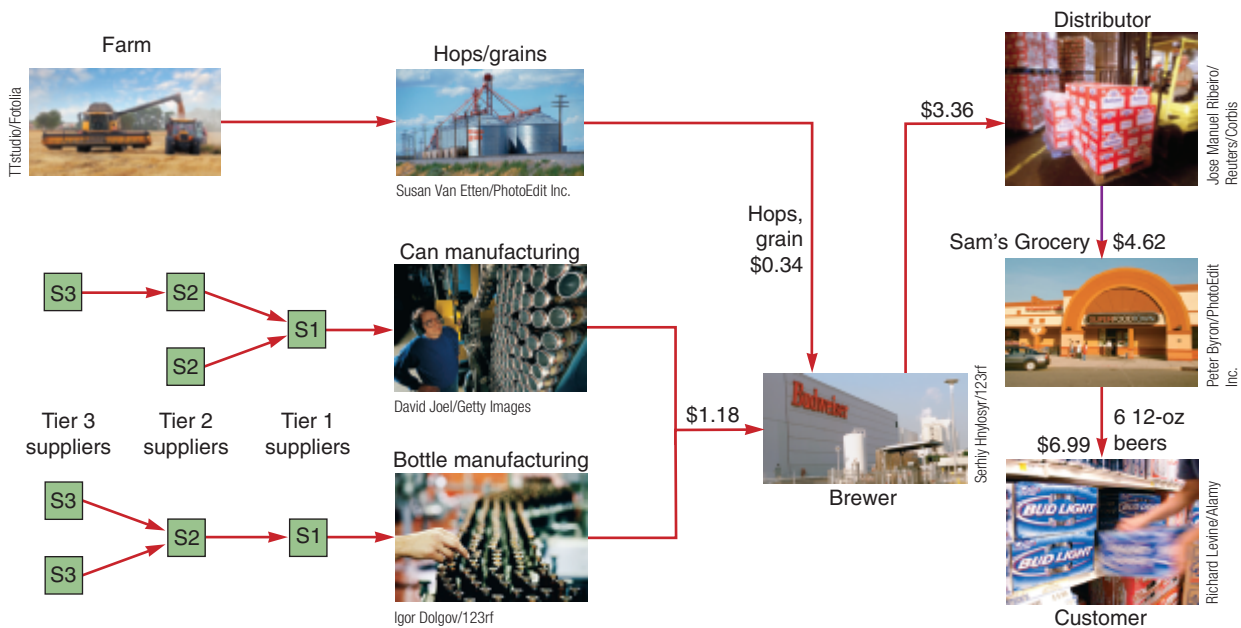 Farm
TTstudio/Fotolia
Hops/grains
Susan Van Etten/PhotoEdit Inc.
Distributor
Jose Manuel Ribeiro/
Reuters/Corbis
$3.36
Hops,
grain
$0.34
Sam's Grocery
$4.62
SUPER FOODTOWN
Peter Byron/PhotoEdit
Inc.
Can manufacturing
David Joel/Getty Images
S3
S2
S1
S2
Tier 3
suppliers
Tier 2
suppliers
Tier 1
suppliers
$1.18
Budweiser
Serhiy Hnylosyr/123rf
Brewer
6 12-oz
beers
$6.99
Bottle manufacturing
S3
S2
S1
S3
Igor Dolgov/123rf
BUD LIGHT
BUD LIGHT
Richard Levine/Alamy
Customer